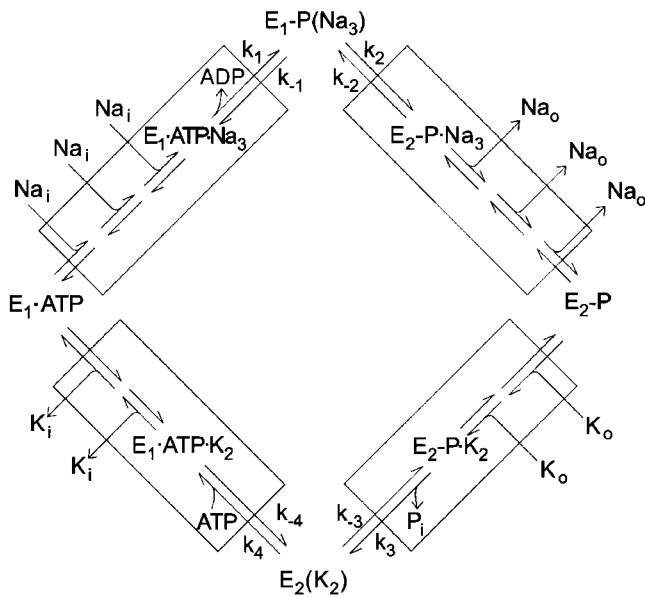 E₁-P(Na₃)
k₁
k₂
ADP
k₋₁
k₋₂
Naᵢ
E₁·ATP·Na₃
E₂-P·Na₃
Naₒ
Naᵢ
Naₒ
Naᵢ
Naₒ
E₁·ATP
E₂-P
Kᵢ
Kₒ
Kᵢ
E₁·ATP·K₂
E₂-P·K₂
Kₒ
ATP
k₋₄
k₋₃
Pᵢ
k₄
k₃
E₂(K₂)